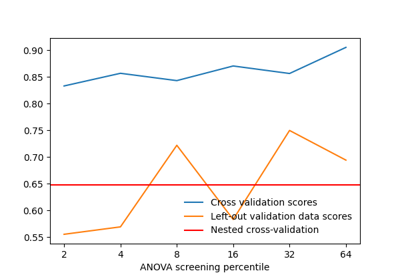 0.90
0.85
0.80
0.75
0.70
0.65
0.60
0.55
Cross validation scores
Left-out validation data scores
Nested cross-validation
2 4 8 16 32 64
ANOVA screening percentile